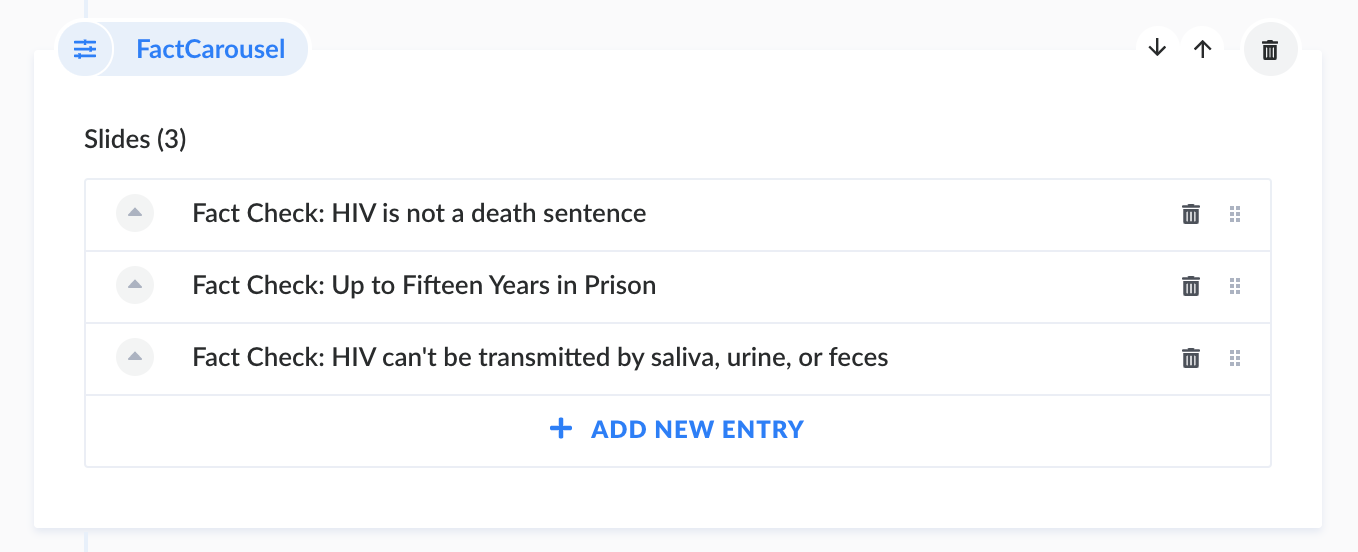 FactCarousel
Slides (3)
Fact Check: HIV is not a death sentence
Fact Check: Up to Fifteen Years in Prison
Fact Check: HIV can't be transmitted by saliva, urine, or feces
ADD NEW ENTRY